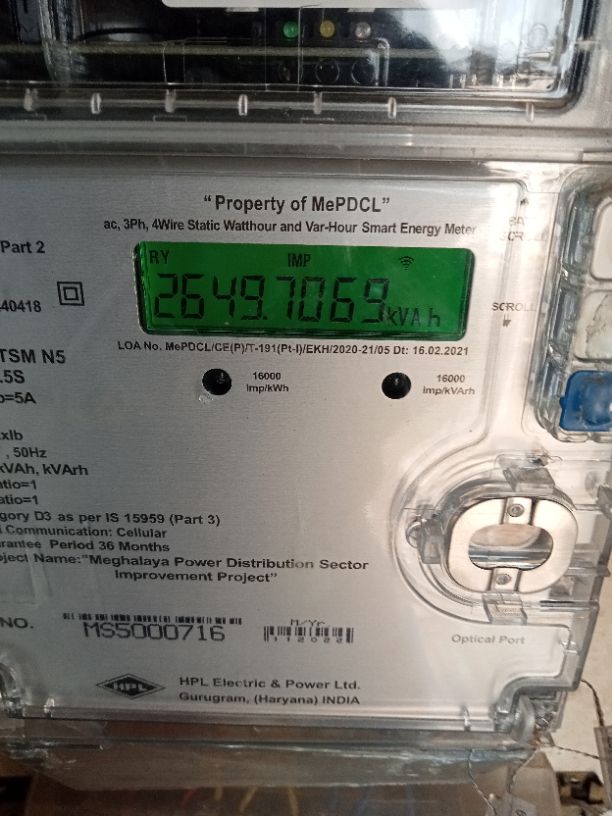 "Property of MePDCL"
ac, 3Ph, 4Wire Static Watthour and Var-Hour Smart Energy Meter
Part 2
RY IMP
2649.7069kVAh
SCROLL
40418
LOA No. MePDCL/CE(P)/T-191(Pt-I)/EKH/2020-21/05 Dt: 16.02.2021
TSM N5
.5S
=5A
16000
Imp/kWh
16000
Imp/kVArh
xIb
, 50Hz
kVAh, kVArh
atio=1
atio=1
egory D3 as per IS 15959 (Part 3)
Communication: Cellular
arantee Period 36 Months
oject Name:"Meghalaya Power Distribution Sector
Improvement Project"
NO.
MS5000716
M/Yr
112022
Optical Port
HPL
HPL Electric & Power Ltd.
Gurugram, (Haryana) INDIA